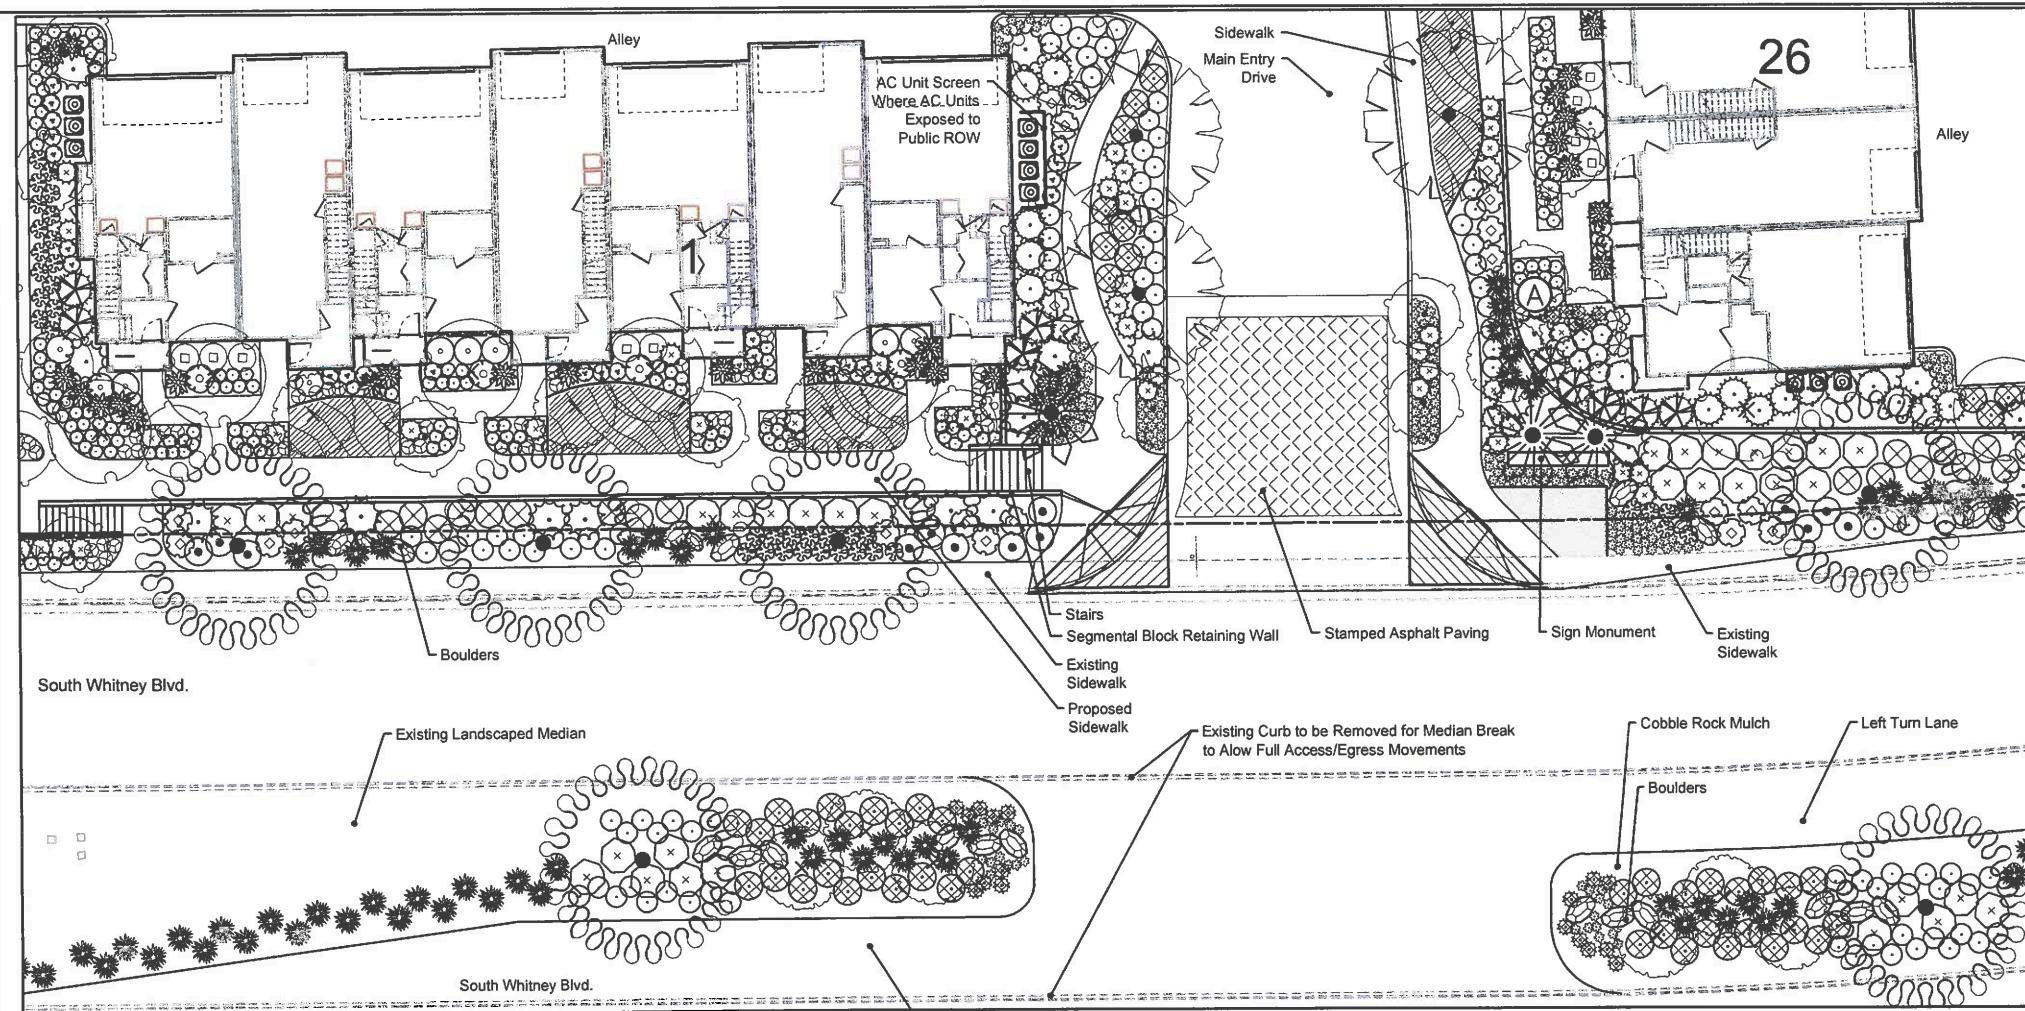 Alley
Sidewalk
Main Entry
Drive
26
AC Unit Screen
Where AC Units
Exposed to
Public ROW
Alley
1
A
Stairs
Segmental Block Retaining Wall
Stamped Asphalt Paving
Sign Monument
Existing
Sidewalk
Boulders
Existing
Sidewalk
South Whitney Blvd.
Proposed
Sidewalk
Existing Landscaped Median
Existing Curb to be Removed for Median Break
to Alow Full Access/Egress Movements
Cobble Rock Mulch
Left Turn Lane
Boulders
South Whitney Blvd.